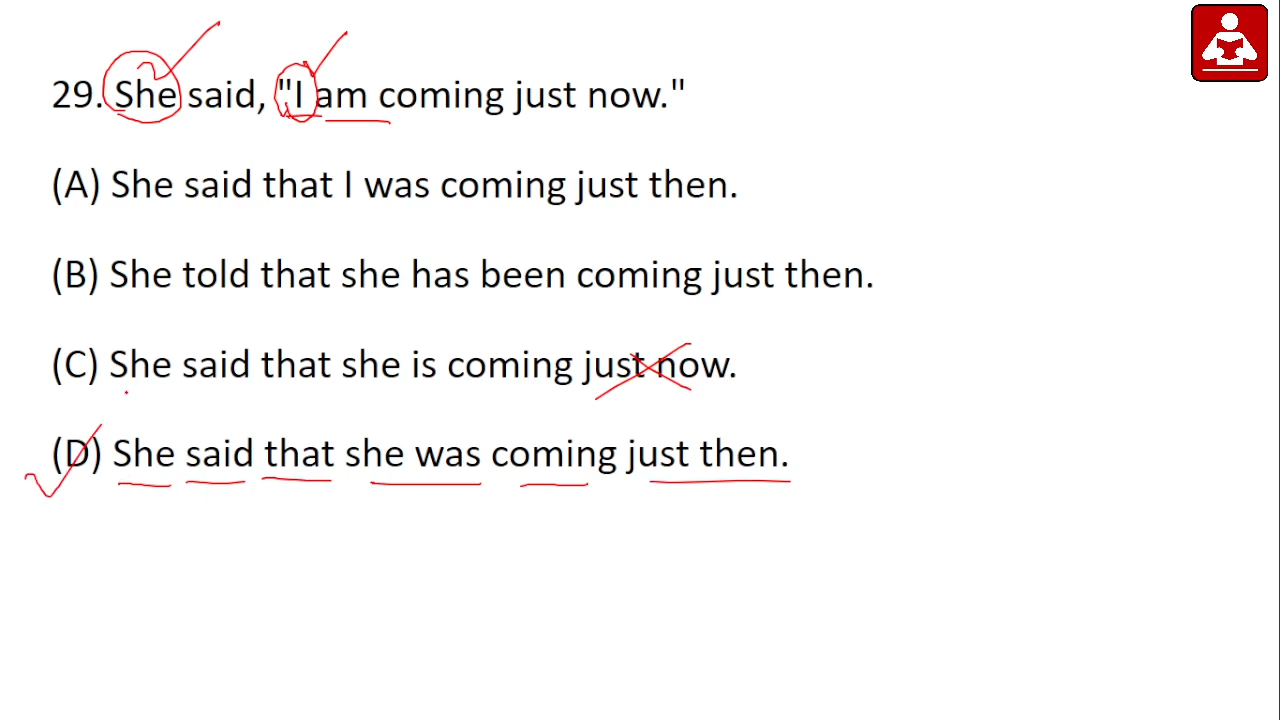 29. She said, "I am coming just now."
(A) She said that I was coming just then.
(B) She told that she has been coming just then.
(C) She said that she is coming just now.
(D) She said that she was coming just then.